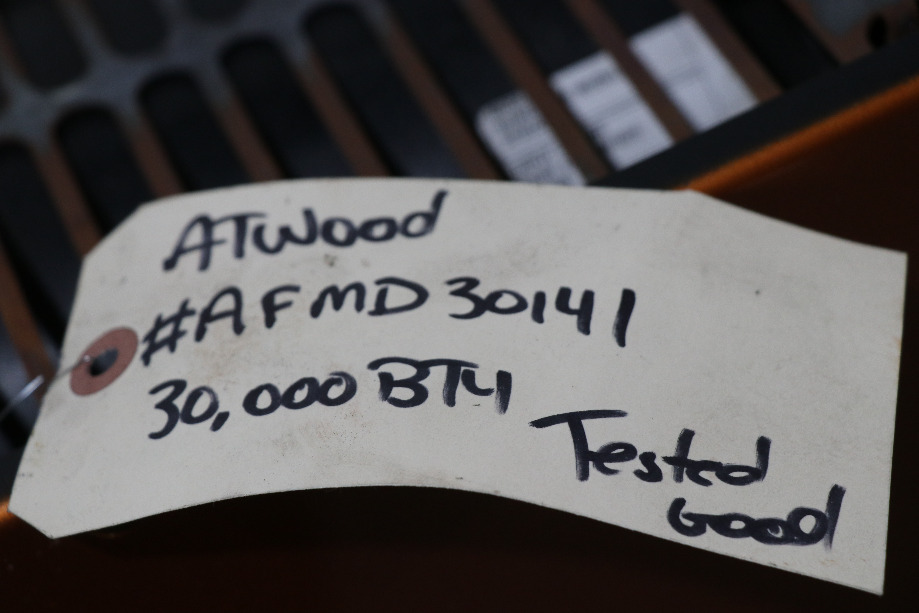 ATwood
#AFMD30141
30,000 BTU
Tested
Good